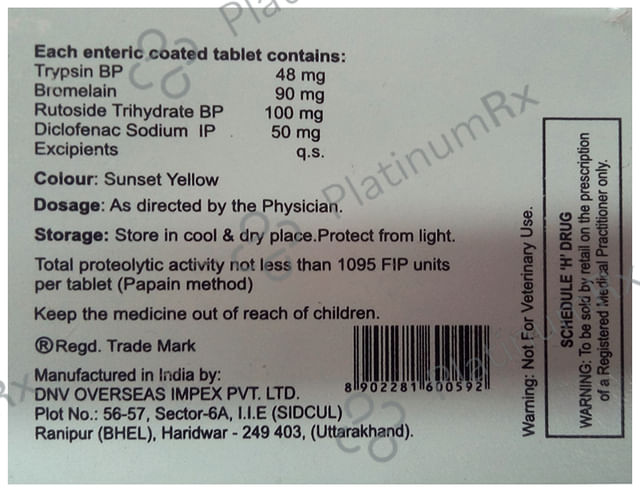 Each enteric coated tablet contains:
Trypsin BP 48 mg
Bromelain 90 mg
Rutoside Trihydrate BP 100 mg
Diclofenac Sodium IP 50 mg
Excipients q.s.
Colour: Sunset Yellow
Dosage: As directed by the Physician.
Storage: Store in cool & dry place.Protect from light.
Total proteolytic activity not less than 1095 FIP units
per tablet (Papain method)
Keep the medicine out of reach of children.
®Regd. Trade Mark
Manufactured in India by:
DNV OVERSEAS IMPEX PVT. LTD.
Plot No.: 56-57, Sector-6A, I.I.E (SIDCUL)
Ranipur (BHEL), Haridwar - 249 403, (Uttarakhand).
8 902281 600592
Warning: Not For Veterinary Use.
SCHEDULE 'H' DRUG
WARNING: To be sold by retail on the prescription
of a Registered Medical Practitioner only.
PlatinumRx